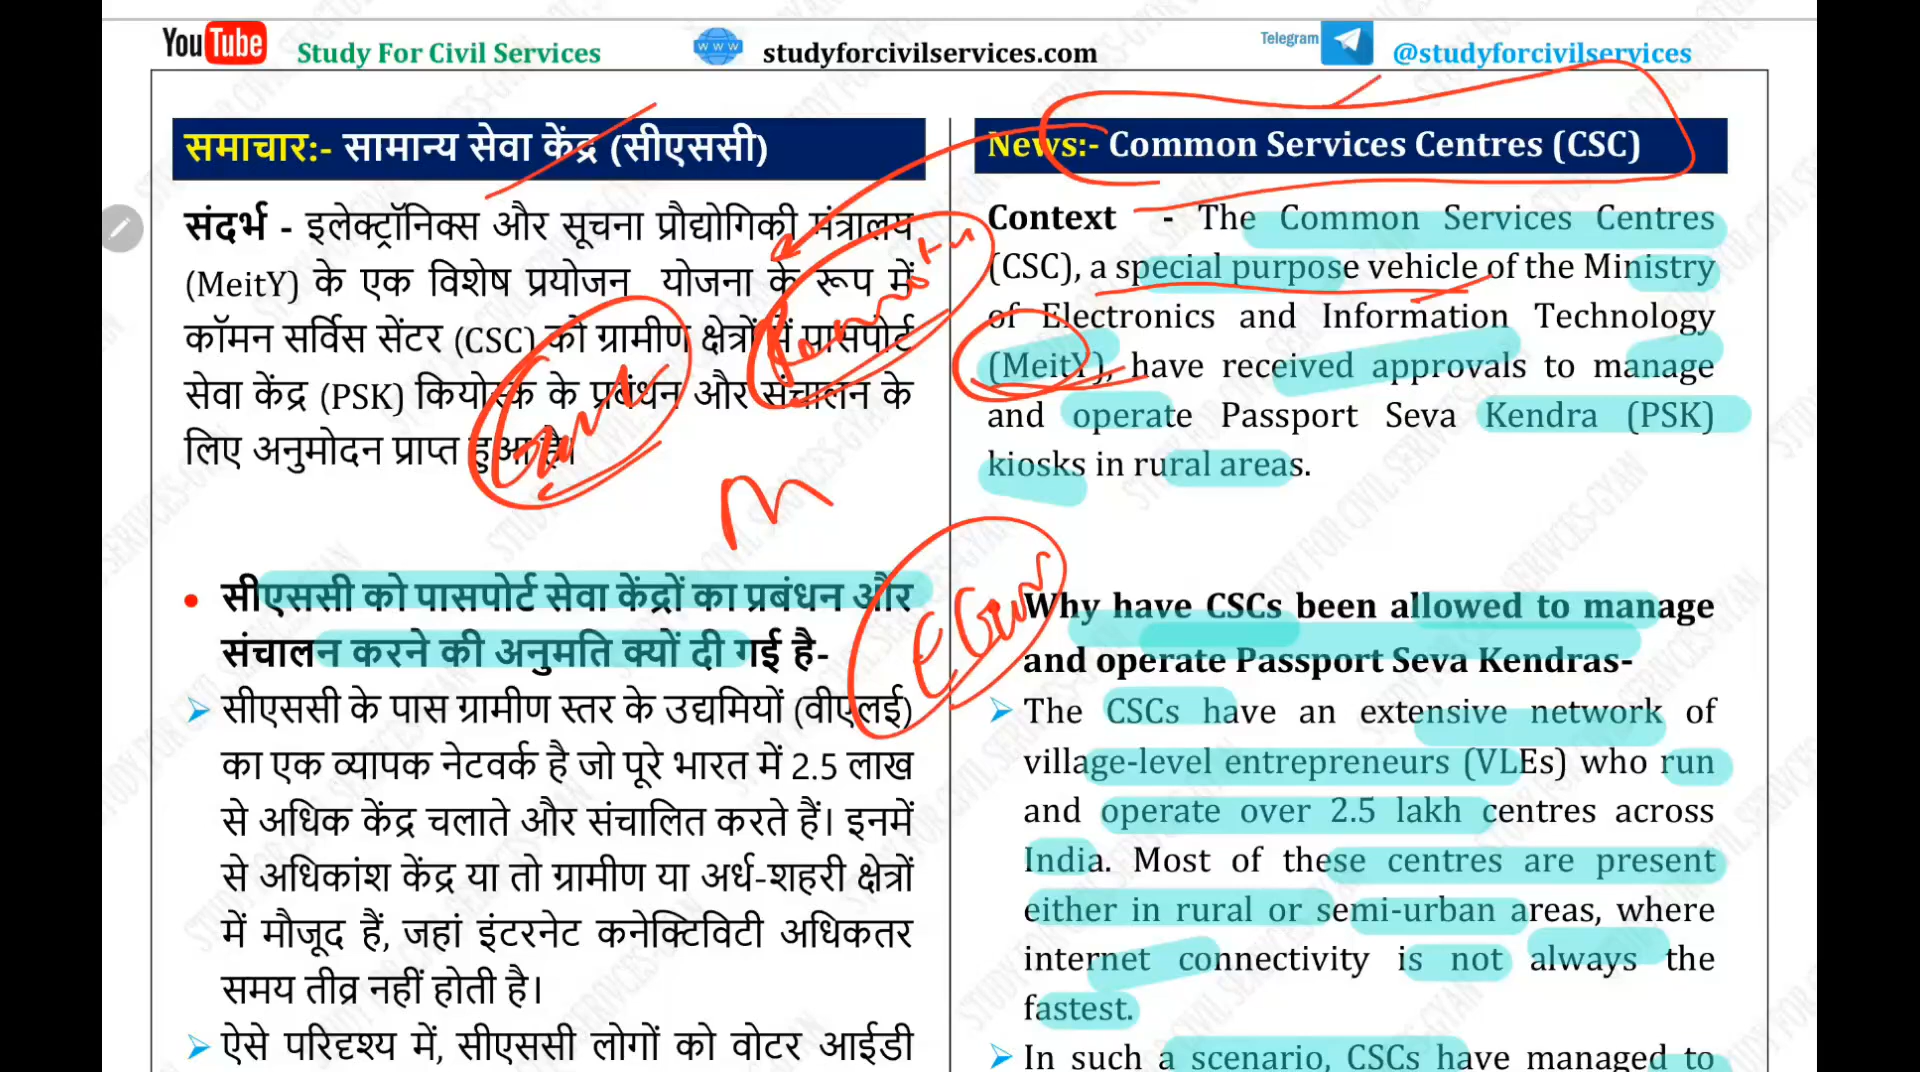 YouTube Study For Civil Services
WWW studyforcivilservices.com
Telegram @studyforcivilservices
समाचार:- सामान्य सेवा केंद्र (सीएससी)
संदर्भ - इलेक्ट्रॉनिक्स और सूचना प्रौद्योगिकी मंत्रालय
(MeitY) के एक विशेष प्रयोजन योजना के रूप में
कॉमन सर्विस सेंटर (CSC) को ग्रामीण क्षेत्रों में पासपोर्ट
सेवा केंद्र (PSK) कियोस्क के प्रबंधन और संचालन के
लिए अनुमोदन प्राप्त हुआ है।
• सीएससी को पासपोर्ट सेवा केंद्रों का प्रबंधन और
संचालन करने की अनुमति क्यों दी गई है-
➢ सीएससी के पास ग्रामीण स्तर के उद्यमियों (वीएलई)
का एक व्यापक नेटवर्क है जो पूरे भारत में 2.5 लाख
से अधिक केंद्र चलाते और संचालित करते हैं। इनमें
से अधिकांश केंद्र या तो ग्रामीण या अर्ध-शहरी क्षेत्रों
में मौजूद हैं, जहां इंटरनेट कनेक्टिविटी अधिकतर
समय तीव्र नहीं होती है।
➢ ऐसे परिदृश्य में, सीएससी लोगों को वोटर आईडी
News:- Common Services Centres (CSC)
Context - The Common Services Centres
(CSC), a special purpose vehicle of the Ministry
of Electronics and Information Technology
(MeitY), have received approvals to manage
and operate Passport Seva Kendra (PSK)
kiosks in rural areas.
• Why have CSCs been allowed to manage
and operate Passport Seva Kendras-
➢ The CSCs have an extensive network of
village-level entrepreneurs (VLEs) who run
and operate over 2.5 lakh centres across
India. Most of these centres are present
either in rural or semi-urban areas, where
internet connectivity is not always the
fastest.
➢ In such a scenario, CSCs have managed to